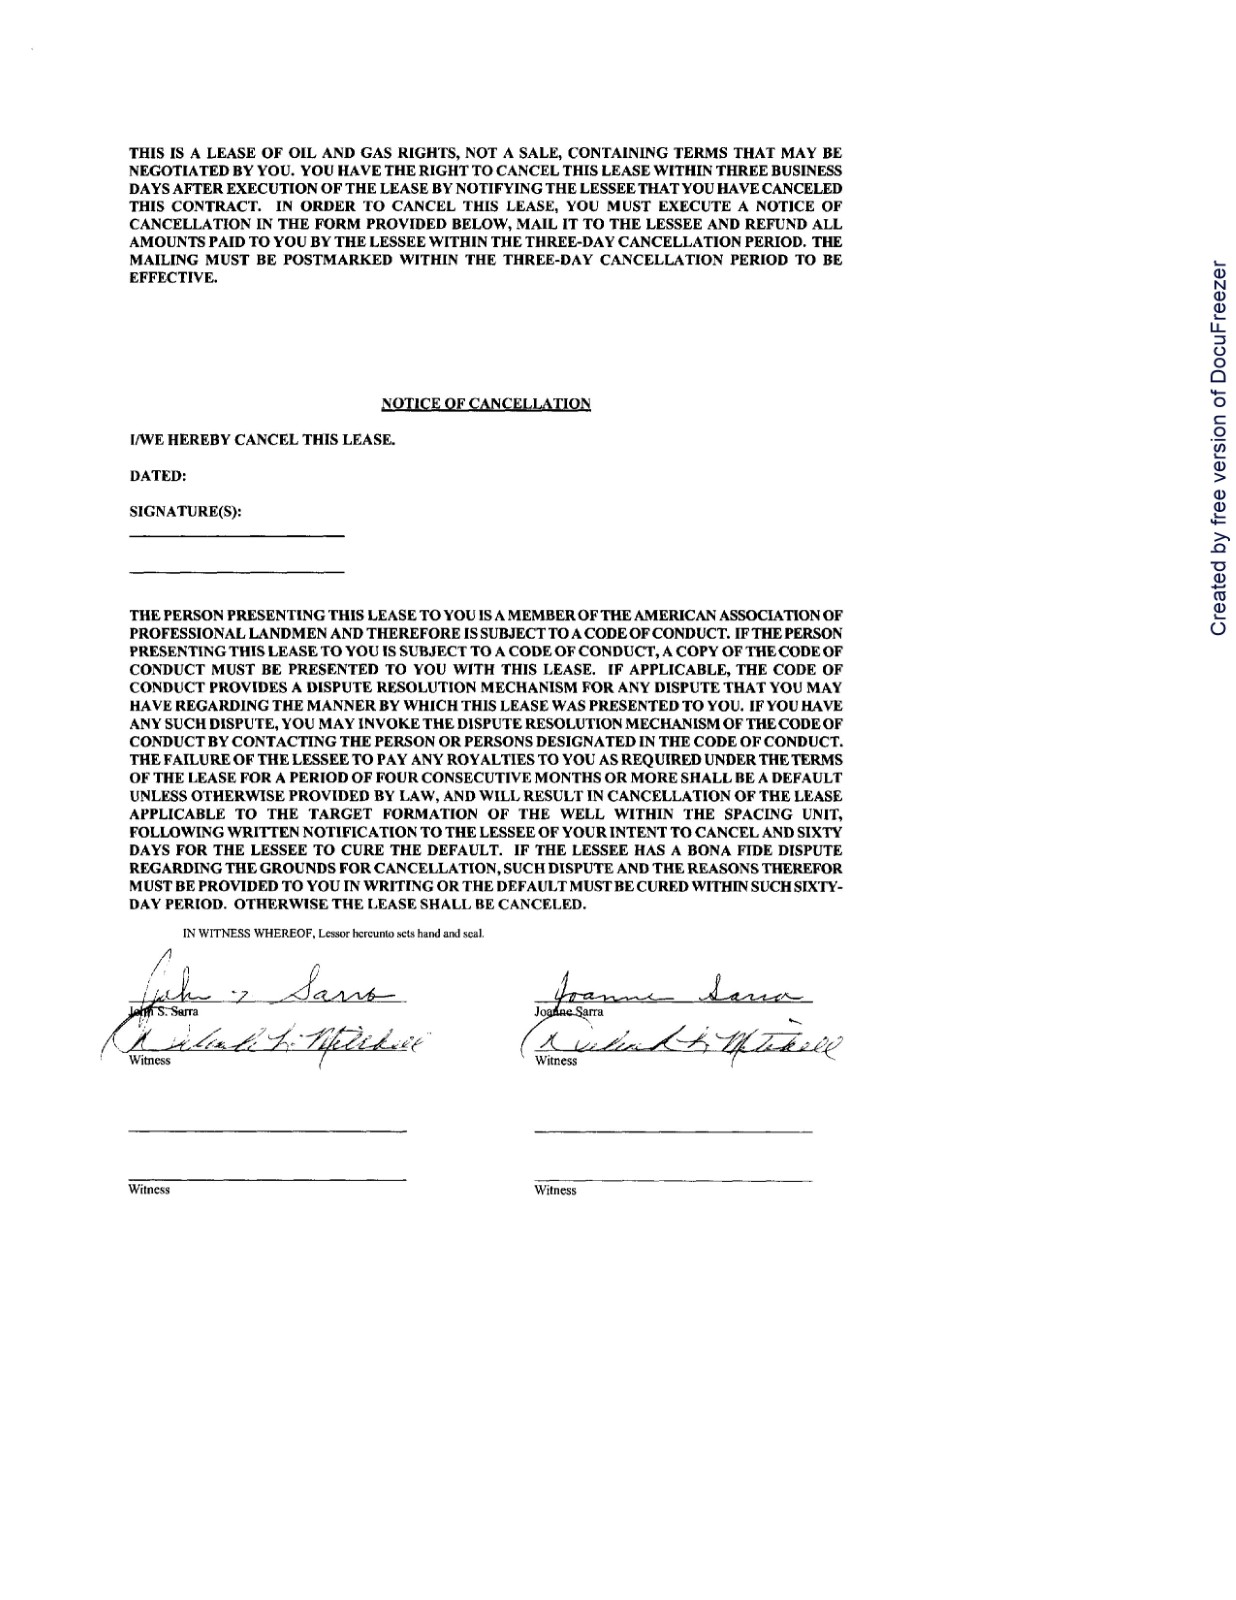 THIS IS A LEASE OF OIL AND GAS RIGHTS, NOT A SALE, CONTAINING TERMS THAT MAY BE
NEGOTIATED BY YOU. YOU HAVE THE RIGHT TO CANCEL THIS LEASE WITHIN THREE BUSINESS
DAYS AFTER EXECUTION OF THE LEASE BY NOTIFYING THE LESSEE THAT YOU HAVE CANCELED
THIS CONTRACT. IN ORDER TO CANCEL THIS LEASE, YOU MUST EXECUTE A NOTICE OF
CANCELLATION IN THE FORM PROVIDED BELOW, MAIL IT TO THE LESSEE AND REFUND ALL
AMOUNTS PAID TO YOU BY THE LESSEE WITHIN THE THREE-DAY CANCELLATION PERIOD. THE
MAILING MUST BE POSTMARKED WITHIN THE THREE-DAY CANCELLATION PERIOD TO BE
EFFECTIVE.
NOTICE OF CANCELLATION
I/WE HEREBY CANCEL THIS LEASE.
DATED:
SIGNATURE(S):
THE PERSON PRESENTING THIS LEASE TO YOU IS A MEMBER OF THE AMERICAN ASSOCIATION OF
PROFESSIONAL LANDMEN AND THEREFORE IS SUBJECT TO A CODE OF CONDUCT. IF THE PERSON
PRESENTING THIS LEASE TO YOU IS SUBJECT TO A CODE OF CONDUCT, A COPY OF THE CODE OF
CONDUCT MUST BE PRESENTED TO YOU WITH THIS LEASE. IF APPLICABLE, THE CODE OF
CONDUCT PROVIDES A DISPUTE RESOLUTION MECHANISM FOR ANY DISPUTE THAT YOU MAY
HAVE REGARDING THE MANNER BY WHICH THIS LEASE WAS PRESENTED TO YOU. IF YOU HAVE
ANY SUCH DISPUTE, YOU MAY INVOKE THE DISPUTE RESOLUTION MECHANISM OF THE CODE OF
CONDUCT BY CONTACTING THE PERSON OR PERSONS DESIGNATED IN THE CODE OF CONDUCT.
THE FAILURE OF THE LESSEE TO PAY ANY ROYALTIES TO YOU AS REQUIRED UNDER THE TERMS
OF THE LEASE FOR A PERIOD OF FOUR CONSECUTIVE MONTHS OR MORE SHALL BE A DEFAULT
UNLESS OTHERWISE PROVIDED BY LAW, AND WILL RESULT IN CANCELLATION OF THE LEASE
APPLICABLE TO THE TARGET FORMATION OF THE WELL WITHIN THE SPACING UNIT,
FOLLOWING WRITTEN NOTIFICATION TO THE LESSEE OF YOUR INTENT TO CANCEL AND SIXTY
DAYS FOR THE LESSEE TO CURE THE DEFAULT. IF THE LESSEE HAS A BONA FIDE DISPUTE
REGARDING THE GROUNDS FOR CANCELLATION, SUCH DISPUTE AND THE REASONS THEREFOR
MUST BE PROVIDED TO YOU IN WRITING OR THE DEFAULT MUST BE CURED WITHIN SUCH SIXTY-
DAY PERIOD. OTHERWISE THE LEASE SHALL BE CANCELED.
IN WITNESS WHEREOF, Lessor hereunto sets hand and seal.
John Sarra Joanne Sarra
John S. Sarra Joanne Sarra
Richard L. Mitchell Richard L. Mitchell
Witness Witness
Witness Witness
Created by free version of DocuFreezer